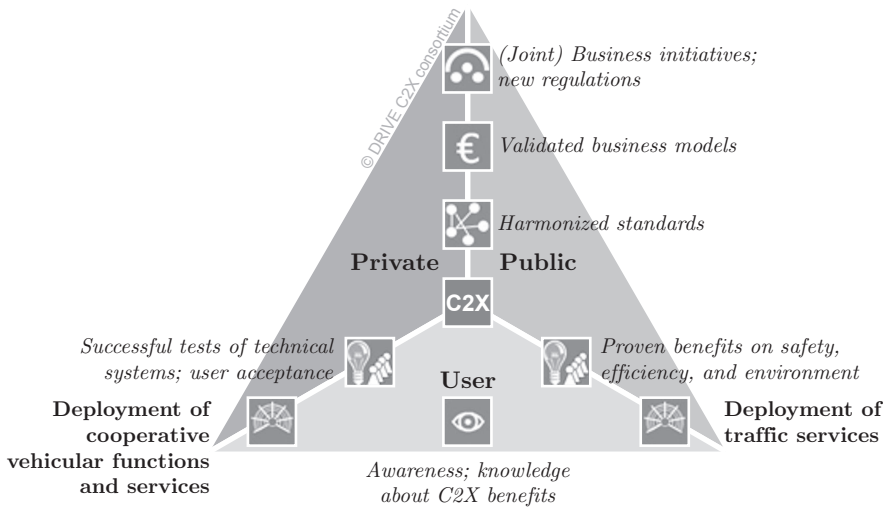 © DRIVE C2X consortium
(Joint) Business initiatives;
new regulations
€
Validated business models
Harmonized standards
Private
Public
C2X
Successful tests of technical
systems; user acceptance
Proven benefits on safety,
efficiency, and environment
User
Deployment of
cooperative
vehicular functions
and services
Deployment of
traffic services
Awareness; knowledge
about C2X benefits